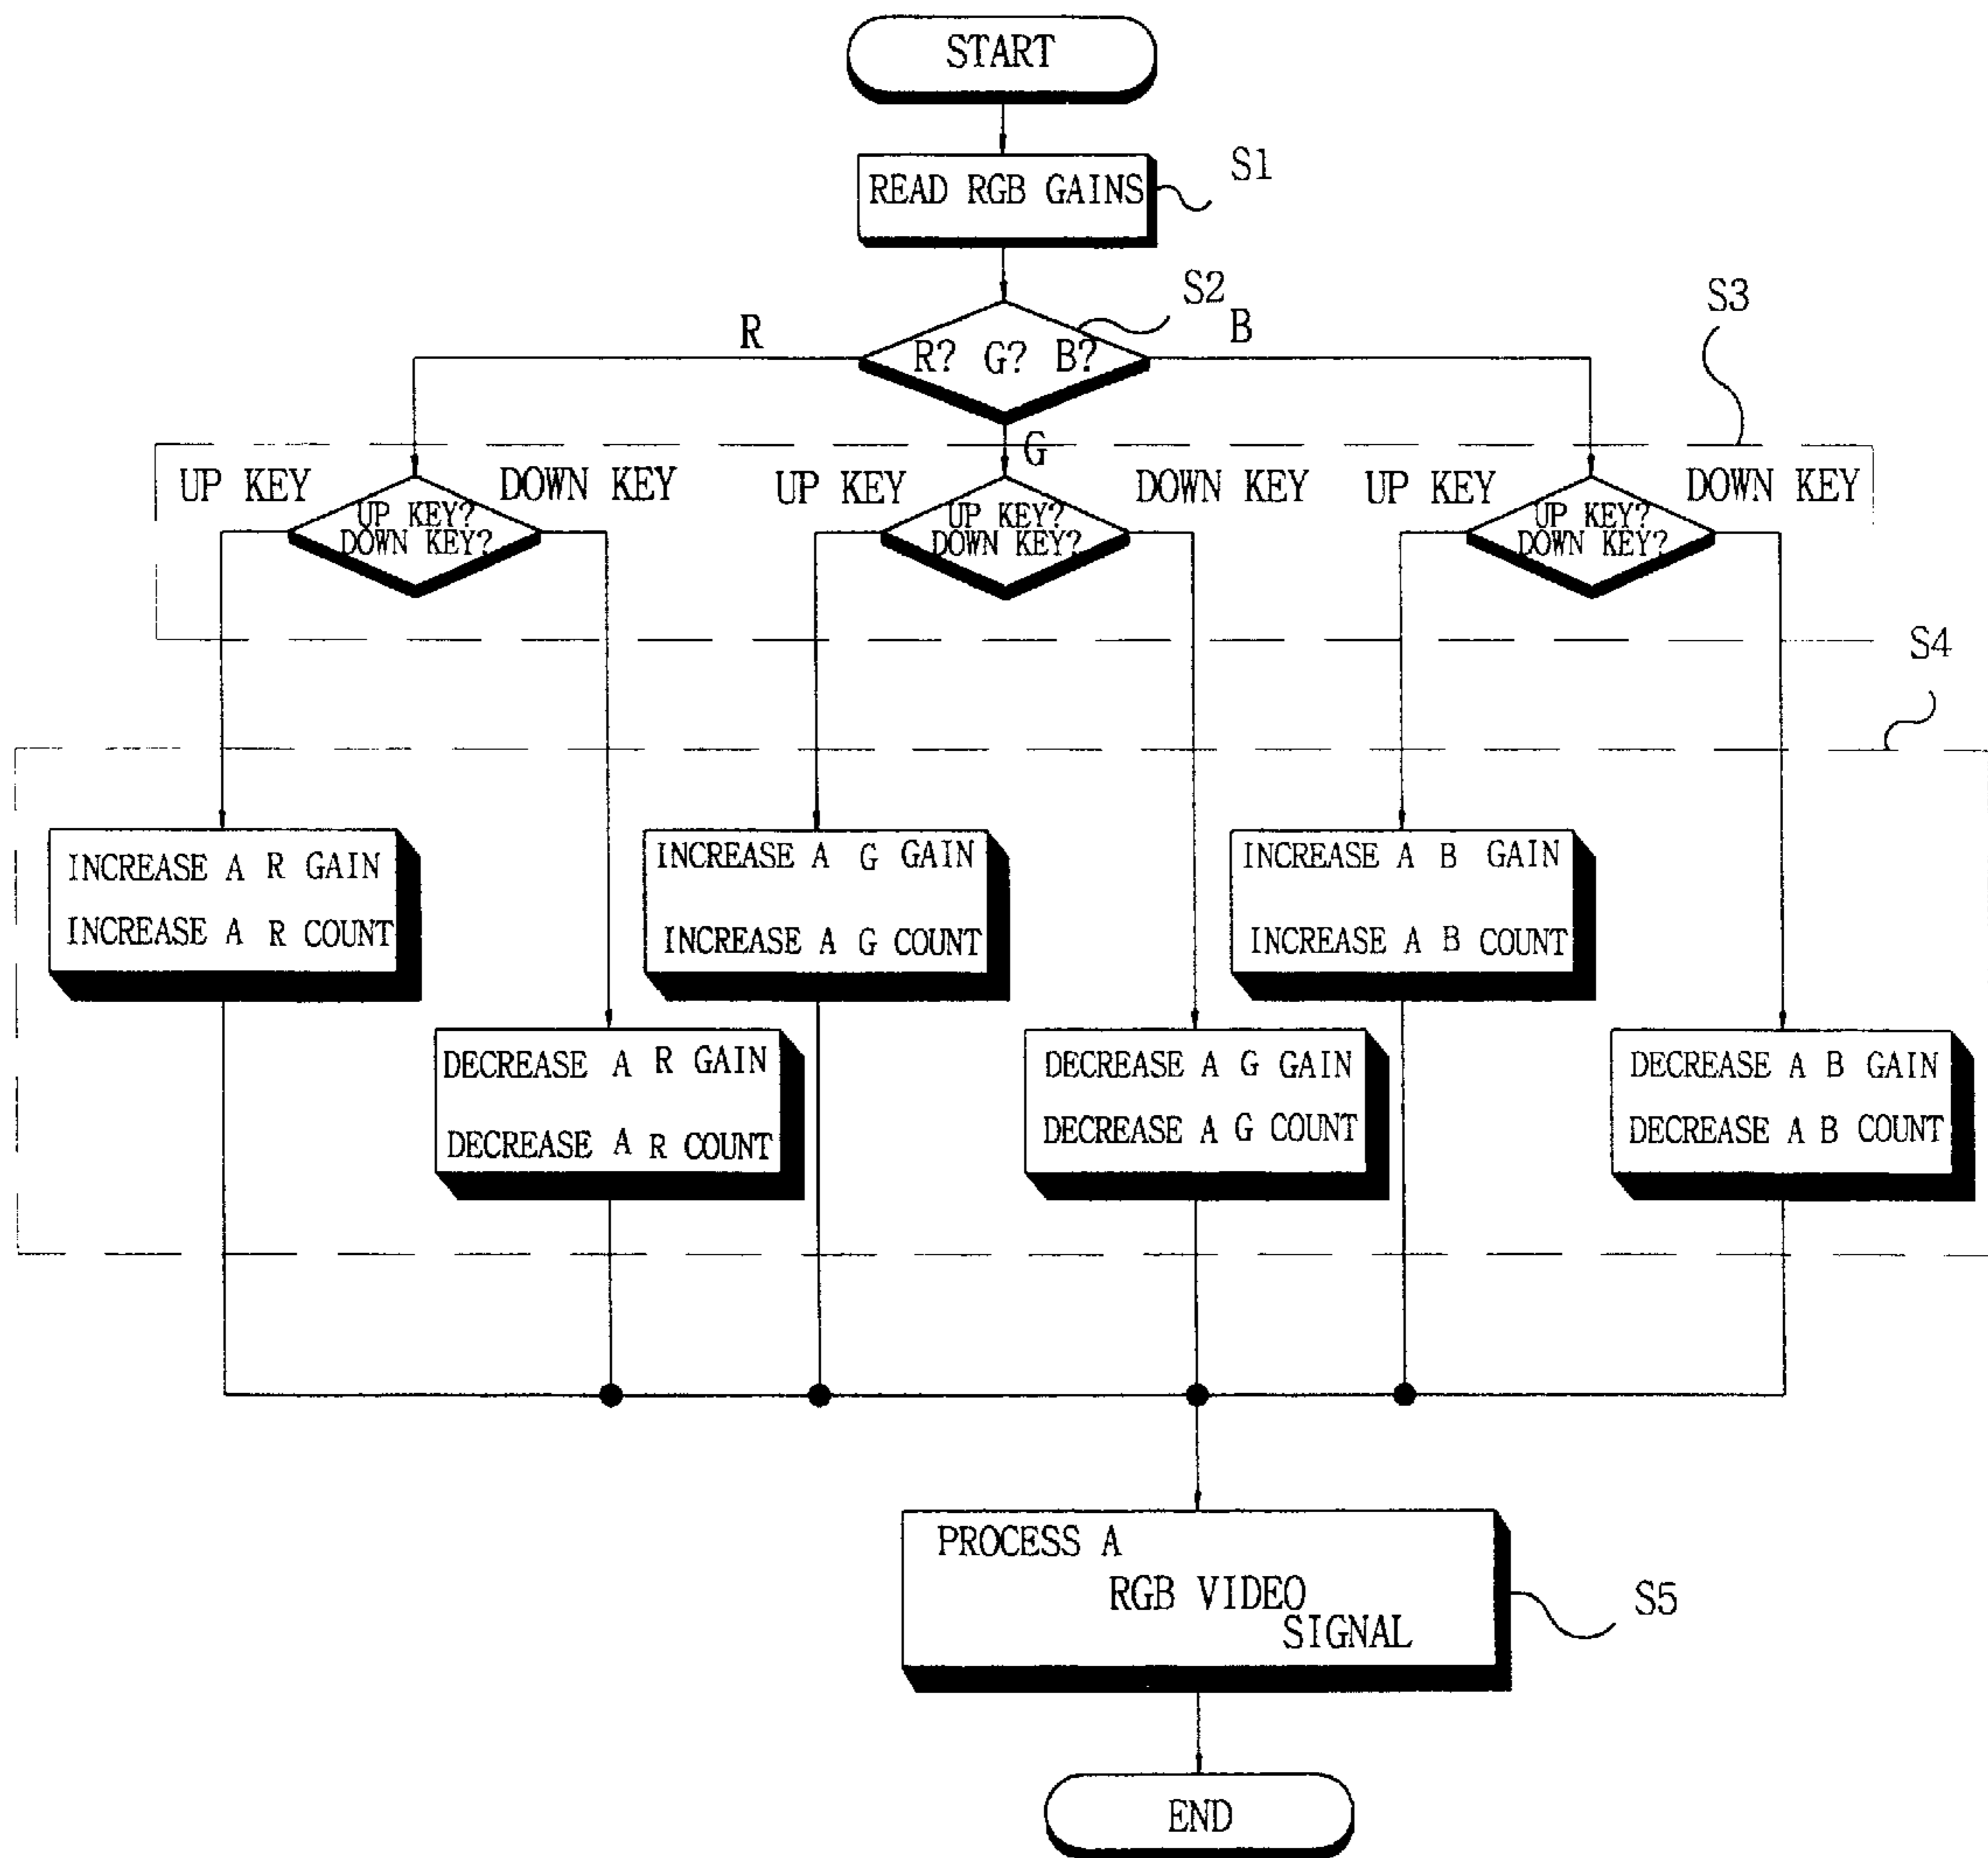 START
READ RGB GAINS
S1
S2
R
R? G? B?
B
S3
G
UP KEY
DOWN KEY
UP KEY
DOWN KEY
UP KEY
DOWN KEY
UP KEY?
DOWN KEY?
UP KEY?
DOWN KEY?
UP KEY?
DOWN KEY?
S4
INCREASE A R GAIN
INCREASE A R COUNT
INCREASE A G GAIN
INCREASE A G COUNT
INCREASE A B GAIN
INCREASE A B COUNT
DECREASE A R GAIN
DECREASE A R COUNT
DECREASE A G GAIN
DECREASE A G COUNT
DECREASE A B GAIN
DECREASE A B COUNT
PROCESS A
RGB VIDEO
SIGNAL
S5
END